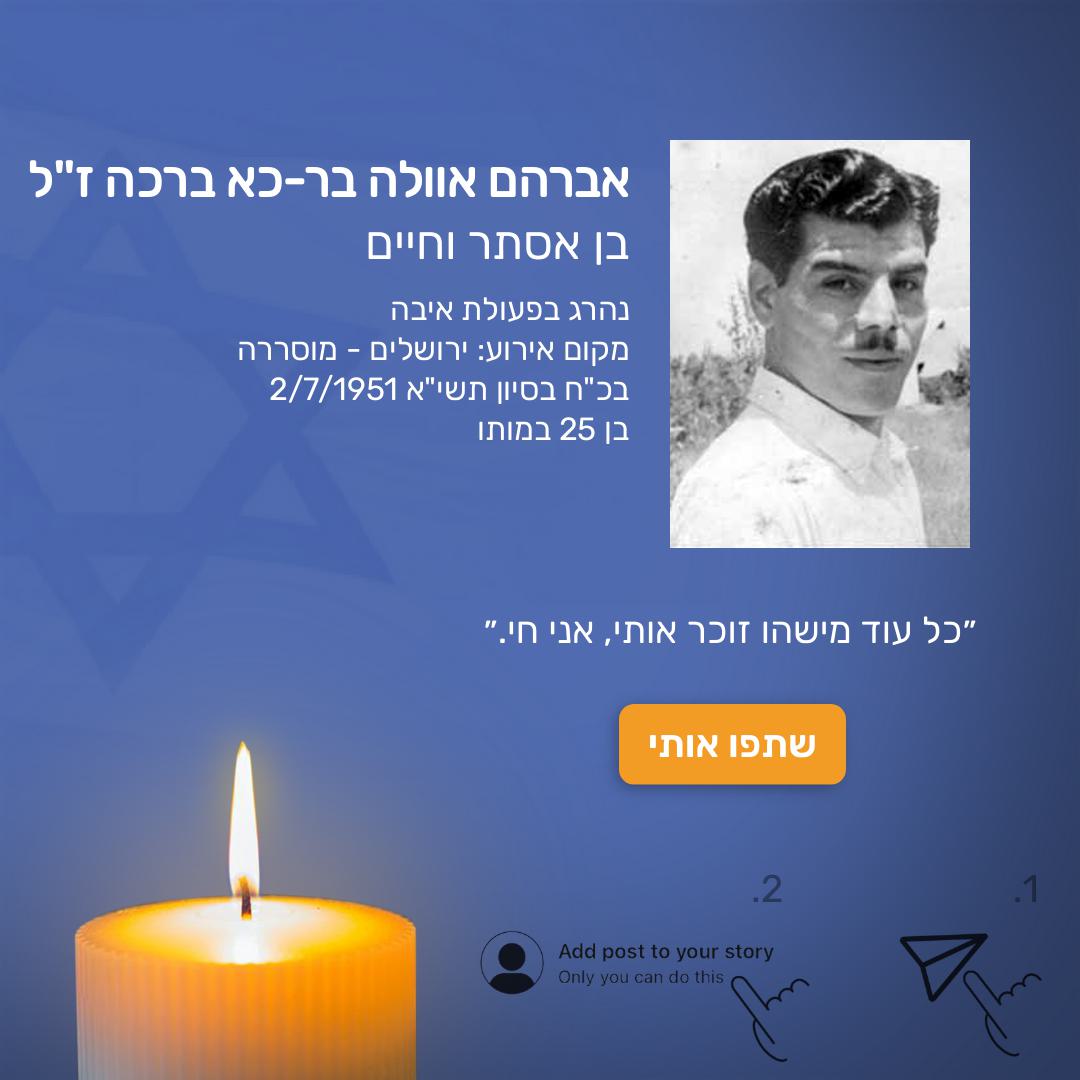 אברהם אוולה בר-כא ברכה ז"ל
בן אסתר וחיים
נהרג בפעולת איבה
מקום אירוע: ירושלים - מוסררה
בכ"ח בסיון תשי"א 2/7/1951
בן 25 במותו
״כל עוד מישהו זוכר אותי, אני חי.״
שתפו אותי
1.
2.
Add post to your story
Only you can do this